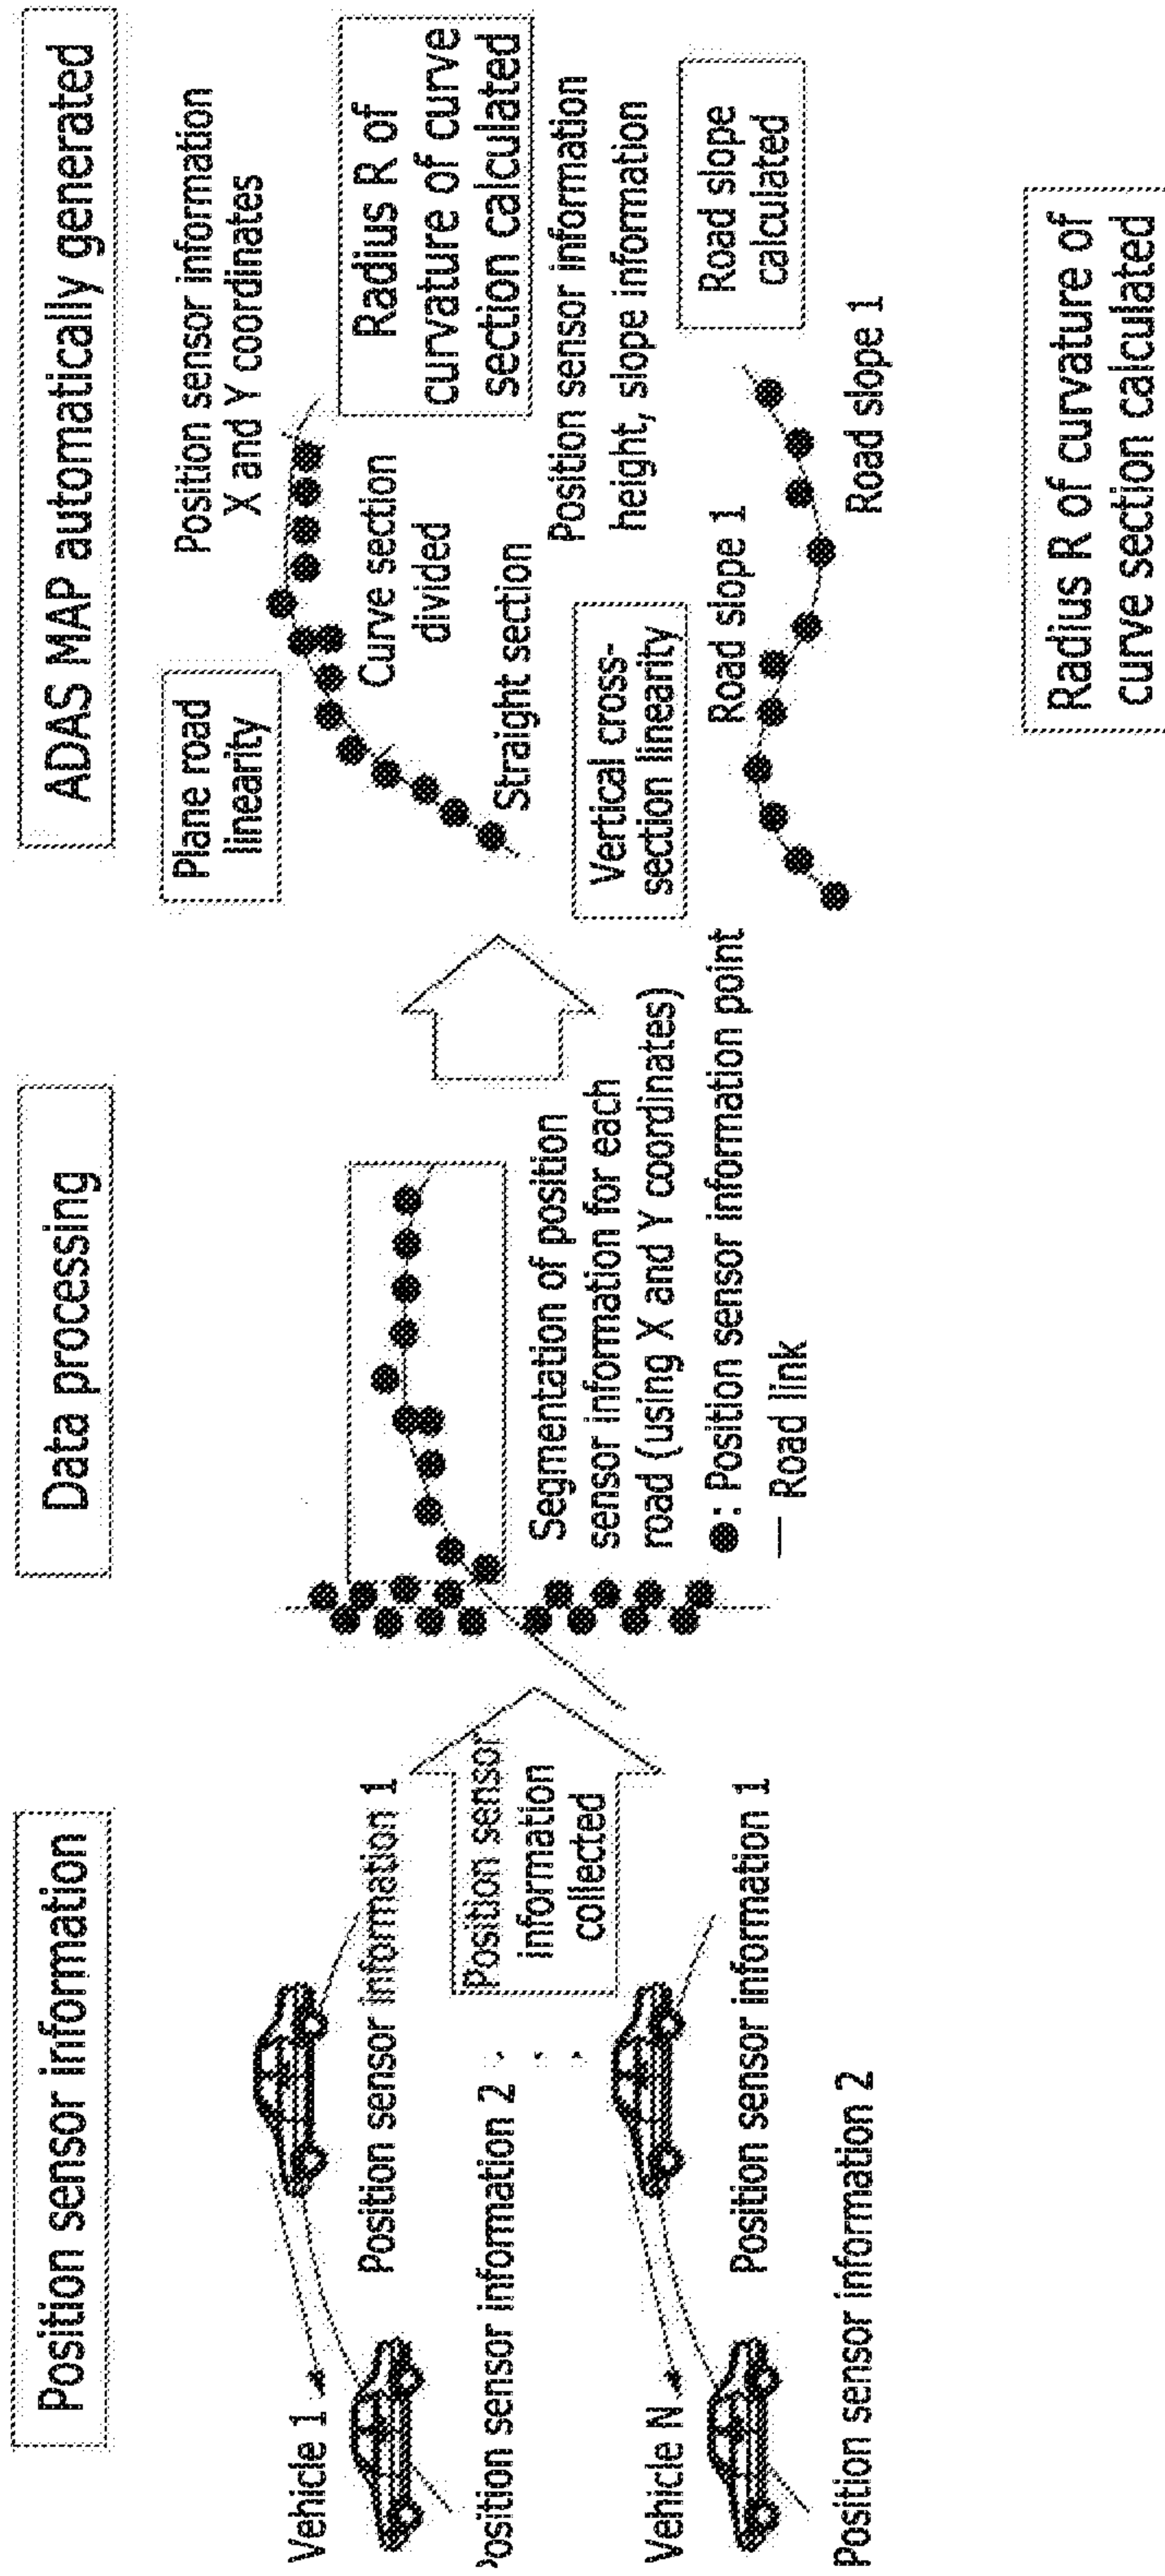 Position sensor information
Vehicle 1
Position sensor information 1
Position sensor information 2
Vehicle N
Position sensor information 1
Position sensor information 2
Position sensor
information
collected
Data processing
Segmentation of position
sensor information for each
road (using X and Y coordinates)
: Position sensor information point
Road link
ADAS MAP automatically generated
Plane road
linearity
Position sensor information
X and Y coordinates
Curve section
divided
Straight section
Radius R of
curvature of curve
section calculated
Vertical cross-
section linearity
Position sensor information
height, slope information
Road slope 1
Road slope
calculated
Road slope 1
Radius R of curvature of
curve section calculated